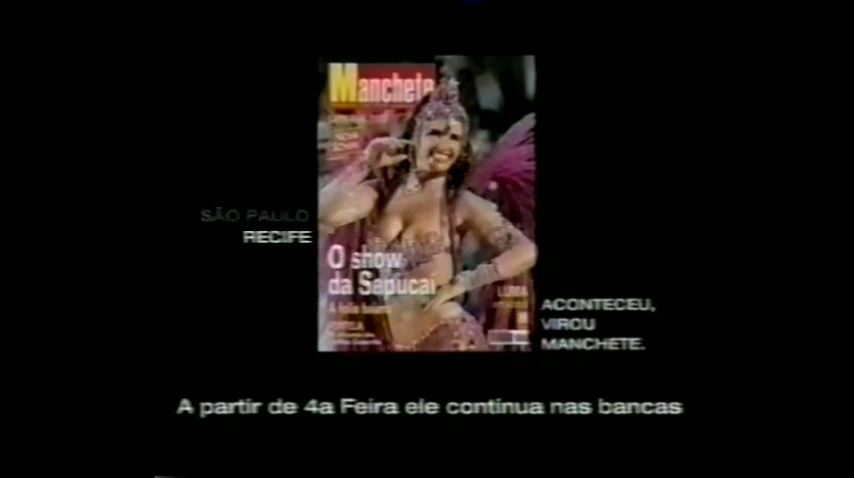 Manchete
SÃO PAULO
RECIFE
O show
da Sapucaí
ACONTECEU,
VIROU
MANCHETE.
A partir de 4a Feira ele continua nas bancas